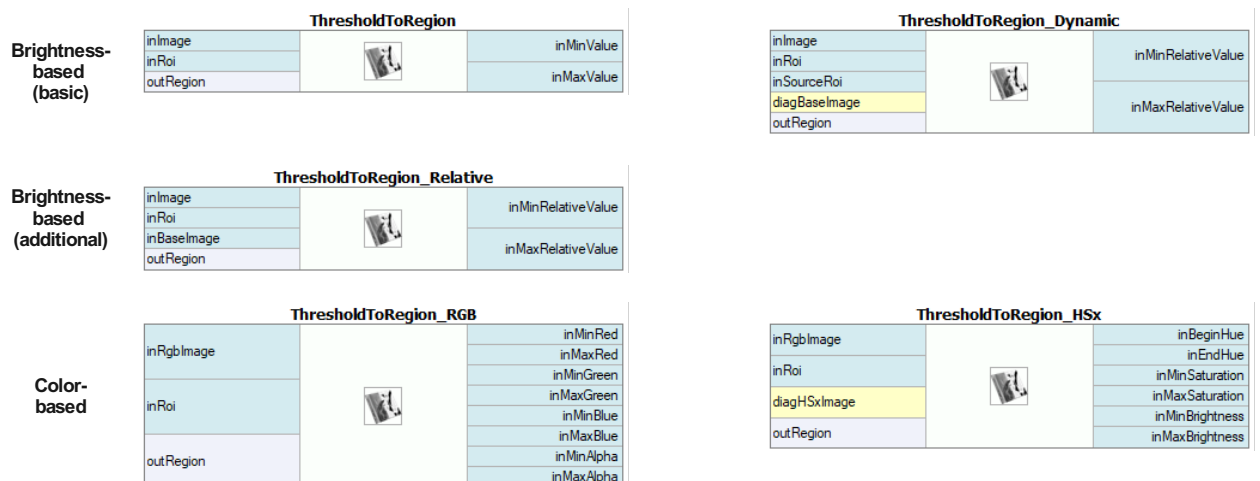 Brightness-
based
(basic)
ThresholdToRegion
inImage
inRoi
outRegion
inMinValue
inMaxValue
ThresholdToRegion_Dynamic
inImage
inRoi
inSourceRoi
diagBaseImage
outRegion
inMinRelativeValue
inMaxRelativeValue
Brightness-
based
(additional)
ThresholdToRegion_Relative
inImage
inRoi
inBaseImage
outRegion
inMinRelativeValue
inMaxRelativeValue
Color-
based
ThresholdToRegion_RGB
inRgbImage
inRoi
outRegion
inMinRed
inMaxRed
inMinGreen
inMaxGreen
inMinBlue
inMaxBlue
inMinAlpha
inMaxAlpha
ThresholdToRegion_HSx
inRgbImage
inRoi
diagHSxImage
outRegion
inBeginHue
inEndHue
inMinSaturation
inMaxSaturation
inMinBrightness
inMaxBrightness